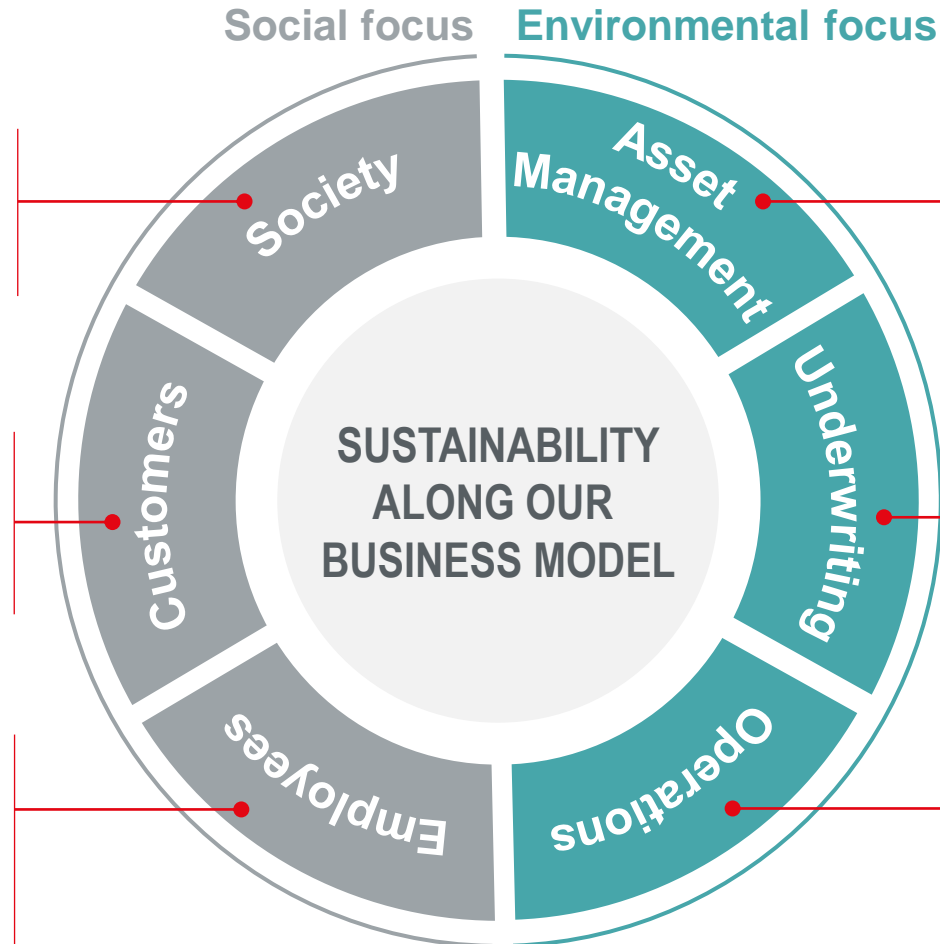 Social focus
Environmental focus
Society
Asset
Management
Customers
Underwriting
SUSTAINABILITY
ALONG OUR
BUSINESS MODEL
Employees
Operations